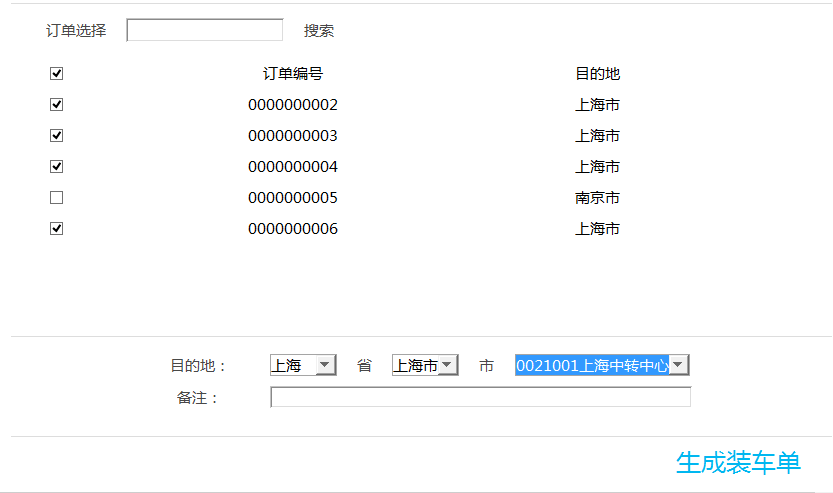 订单选择 搜索
订单编号 目的地
0000000002 上海市
0000000003 上海市
0000000004 上海市
0000000005 南京市
0000000006 上海市
目的地： 上海 省 上海市 市 0021001上海中转中心
备注：
生成装车单